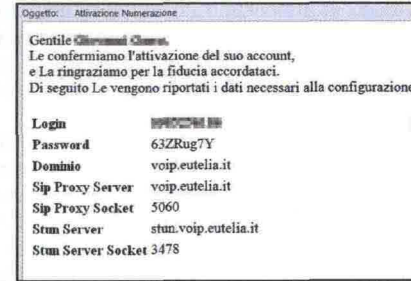 Oggetto: Attivazione Numerazione
Gentile
Le confermiamo l'attivazione del suo account,
e La ringraziamo per la fiducia accordataci.
Di seguito Le vengono riportati i dati necessari alla configurazione
Login
Password 63ZRug7Y
Dominio voip.eutelia.it
Sip Proxy Server voip.eutelia.it
Sip Proxy Socket 5060
Stun Server stun.voip.eutelia.it
Stun Server Socket 3478